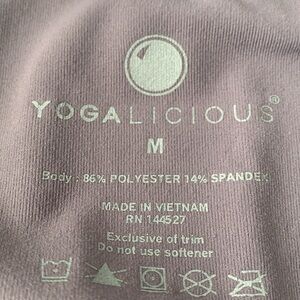 YOGALICIOUS®
M
Body : 86% POLYESTER 14% SPANDEX
MADE IN VIETNAM
RN 144527
Exclusive of trim
Do not use softener